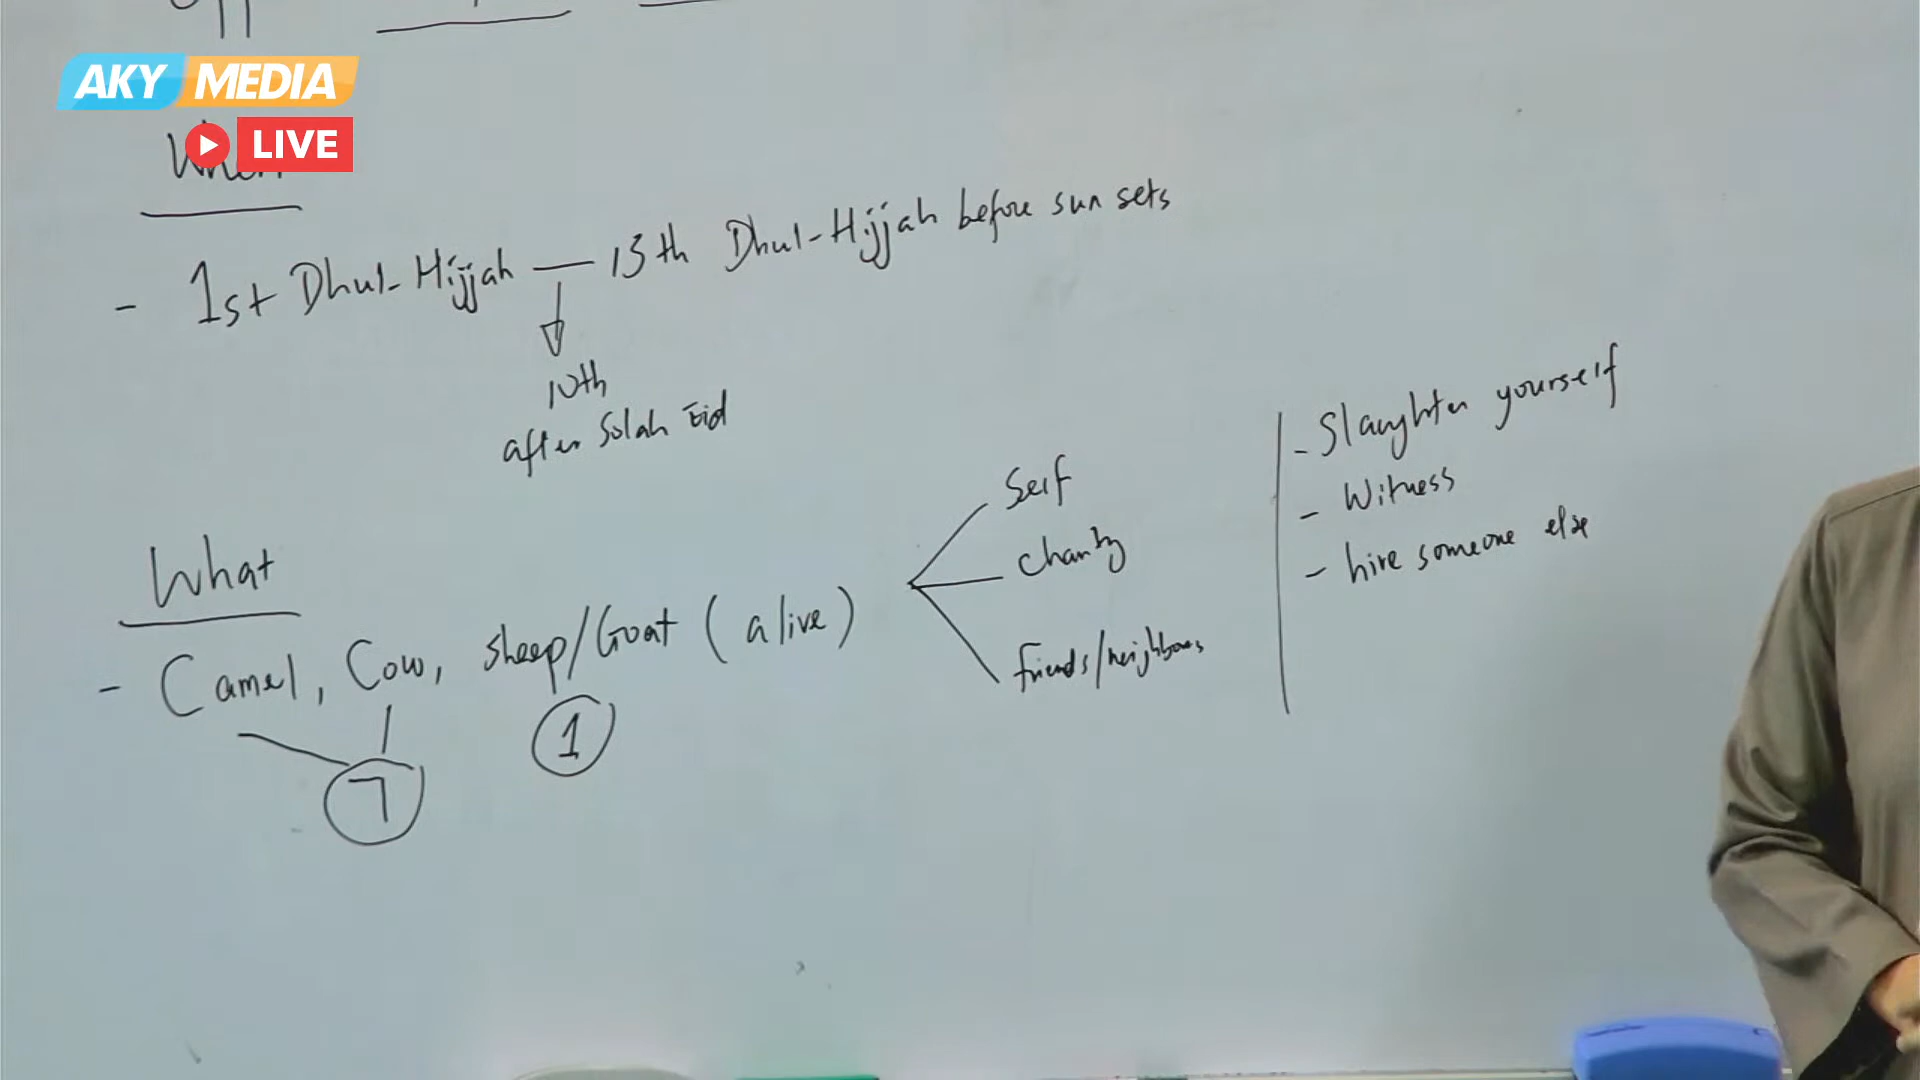 AKY MEDIA
LIVE
When
- 1st Dhul-Hijjah — 13th Dhul-Hijjah before sun sets
10th
after Solah Eid
What
- Camel, Cow, Sheep/Goat (alive)
7
1
Self
Charity
Friends/neighbours
- Slaughter yourself
- Witness
- hire someone else